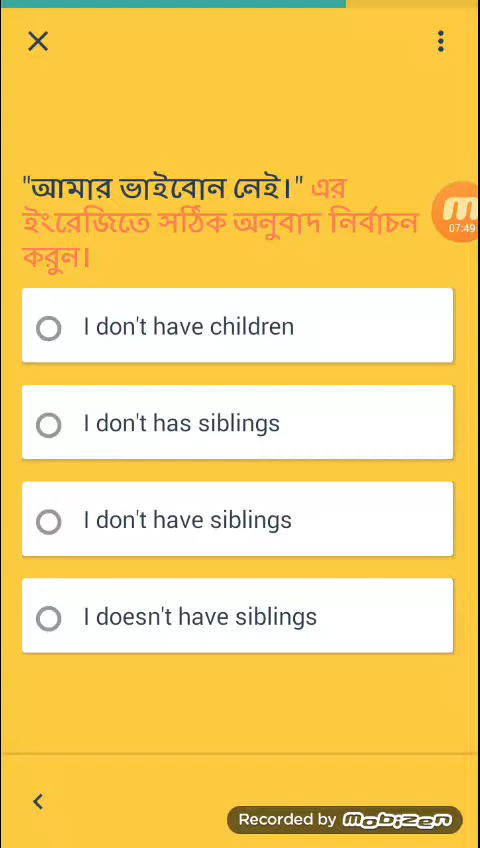 "আমার ভাইবোন নেই।" এর
ইংরেজিতে সঠিক অনুবাদ নির্বাচন
করুন।
07:49
I don't have children
I don't has siblings
I don't have siblings
I doesn't have siblings
Recorded by Mobizen